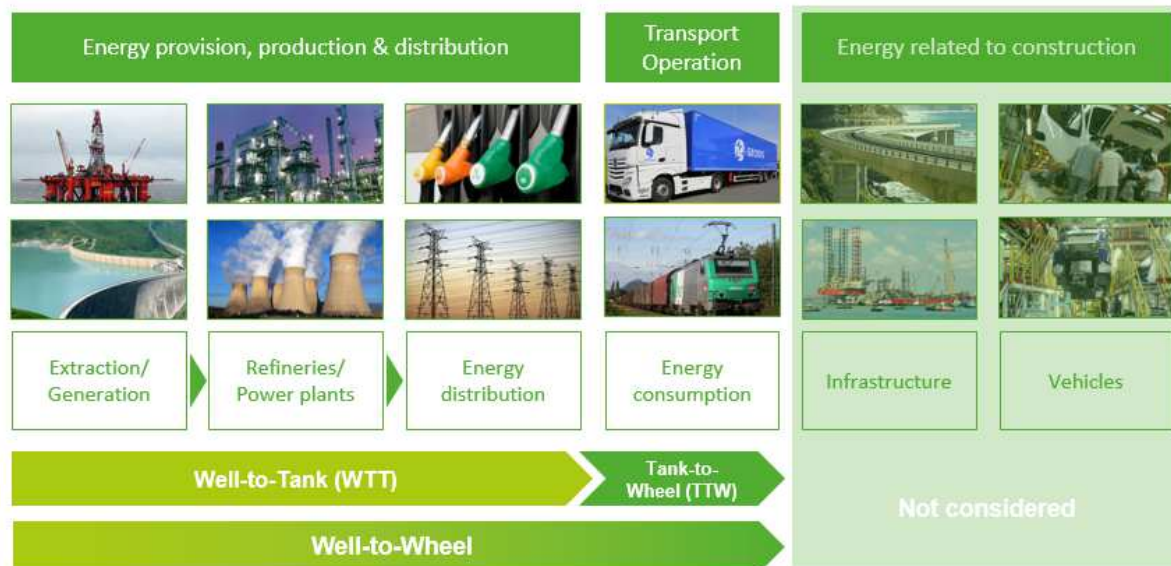 Energy provision, production & distribution
Transport
Operation
Energy related to construction
Extraction/
Generation
Refineries/
Power plants
Energy
distribution
Energy
consumption
Infrastructure
Vehicles
Well-to-Tank (WTT)
Tank-to-
Wheel (TTW)
Not considered
Well-to-Wheel